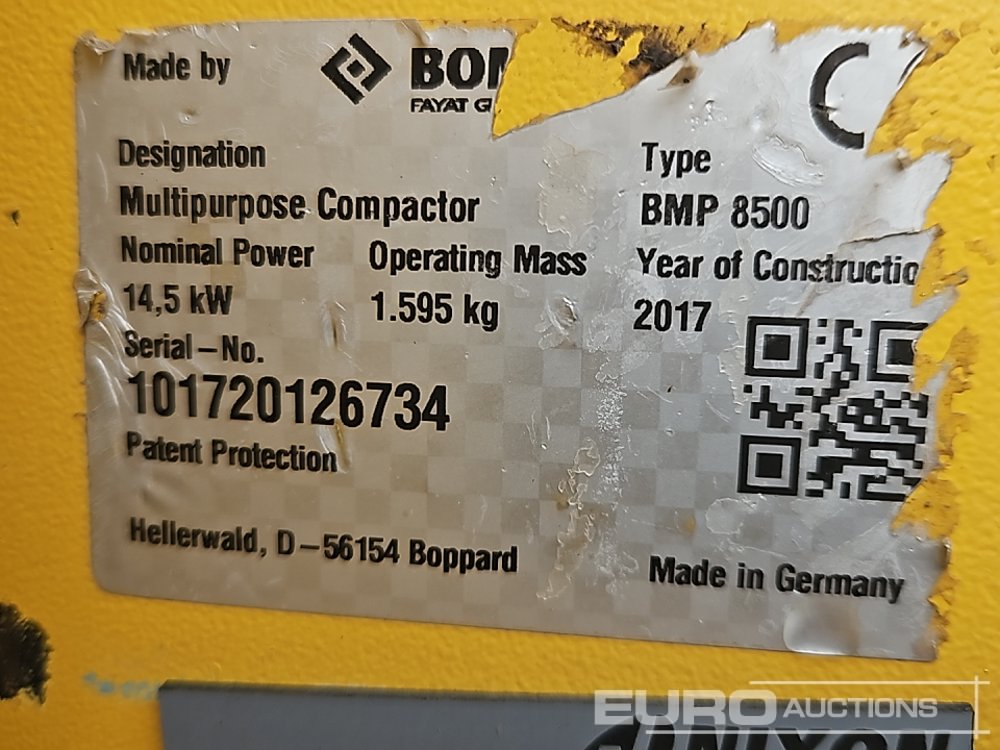 Made by BOM
FAYAT G
C
Designation Type
Multipurpose Compactor BMP 8500
Nominal Power Operating Mass Year of Constructio
14,5 kW 1.595 kg 2017
Serial-No.
101720126734
Patent Protection
Hellerwald, D-56154 Boppard
Made in Germany
EURO AUCTIONS